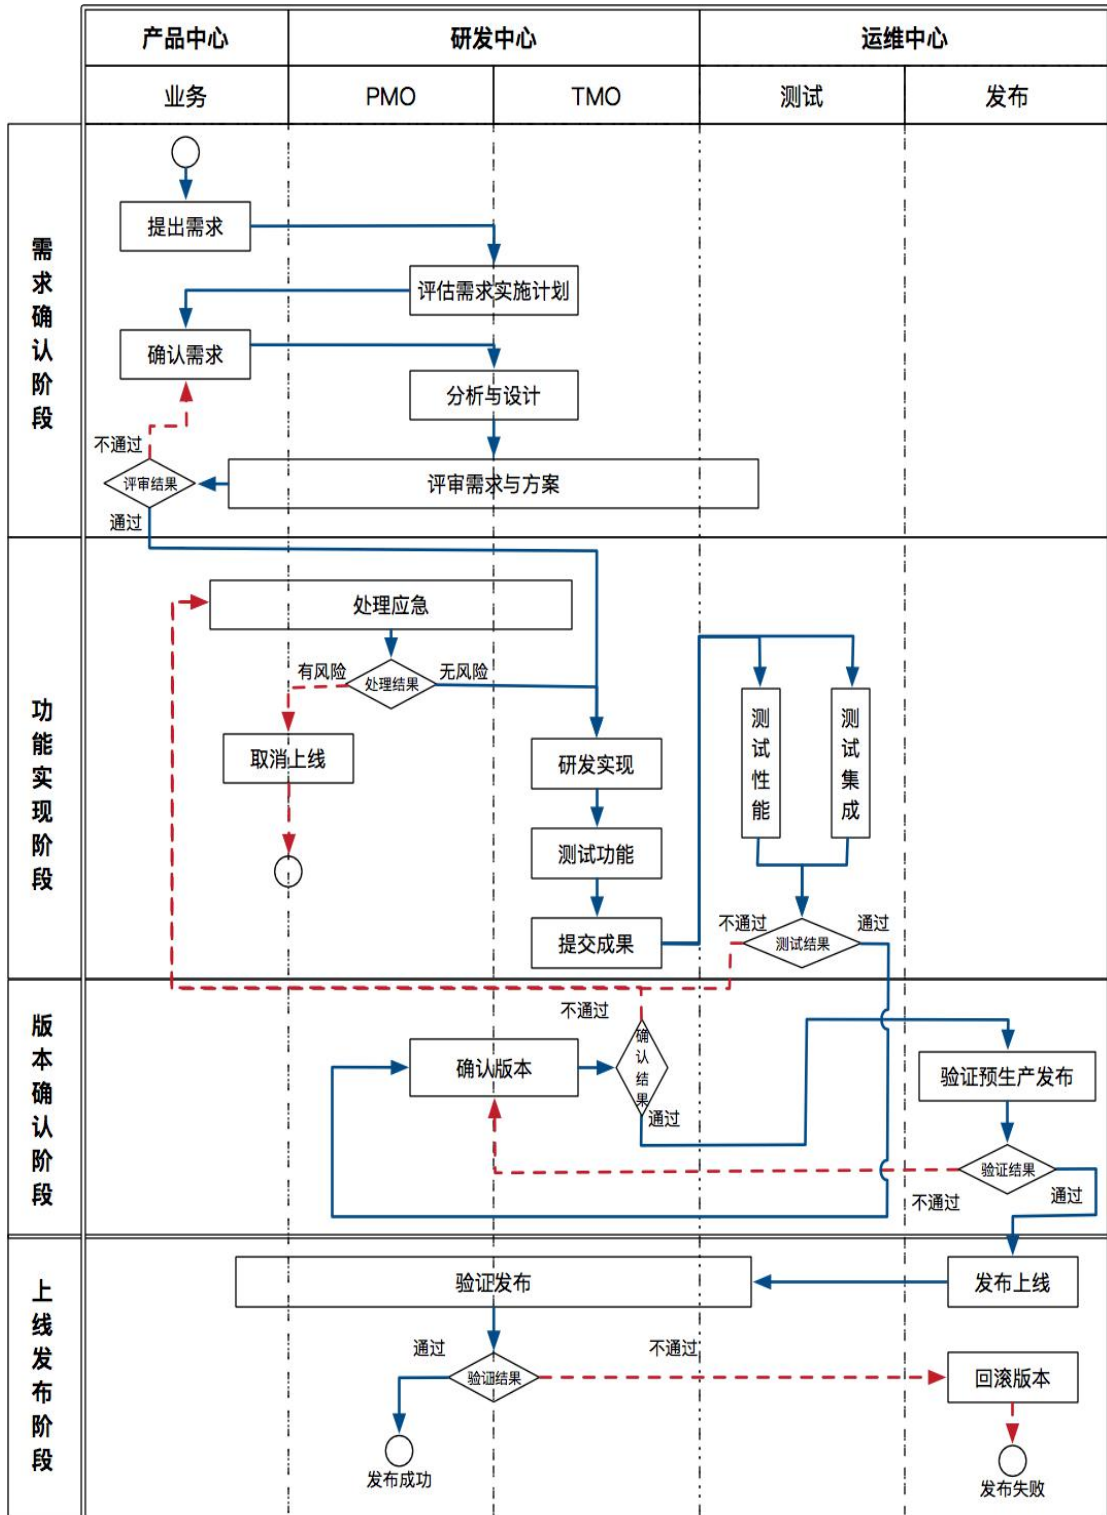 产品中心
研发中心
运维中心
业务
PMO
TMO
测试
发布
需求确认阶段
提出需求
评估需求实施计划
确认需求
分析与设计
不通过
评审结果
评审需求与方案
通过
功能实现阶段
处理应急
有风险
处理结果
无风险
取消上线
研发实现
测试性能
测试集成
测试功能
提交成果
不通过
测试结果
通过
版本确认阶段
不通过
确认版本
确认结果
通过
验证预生产发布
验证结果
不通过
通过
上线发布阶段
验证发布
发布上线
通过
验证结果
不通过
回滚版本
发布成功
发布失败